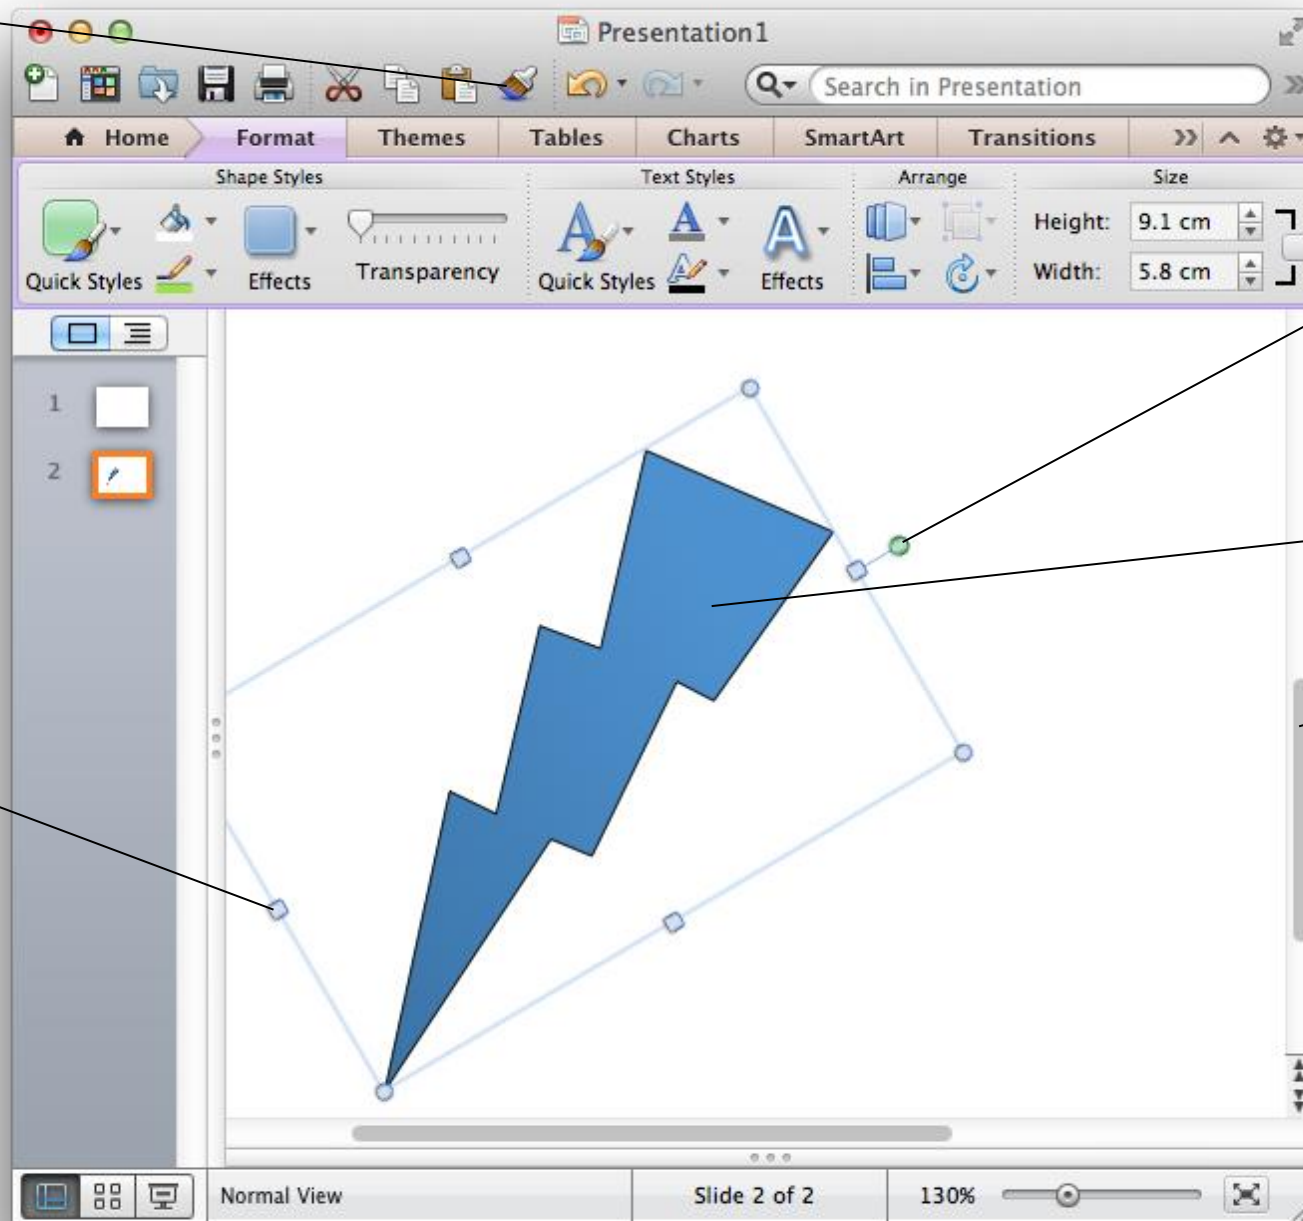 Presentation1
Search in Presentation
Home Format Themes Tables Charts SmartArt Transitions
Shape Styles Text Styles Arrange Size
Height: 9.1 cm
Quick Styles Effects Transparency Quick Styles Effects Width: 5.8 cm
1
2
Normal View Slide 2 of 2 130%